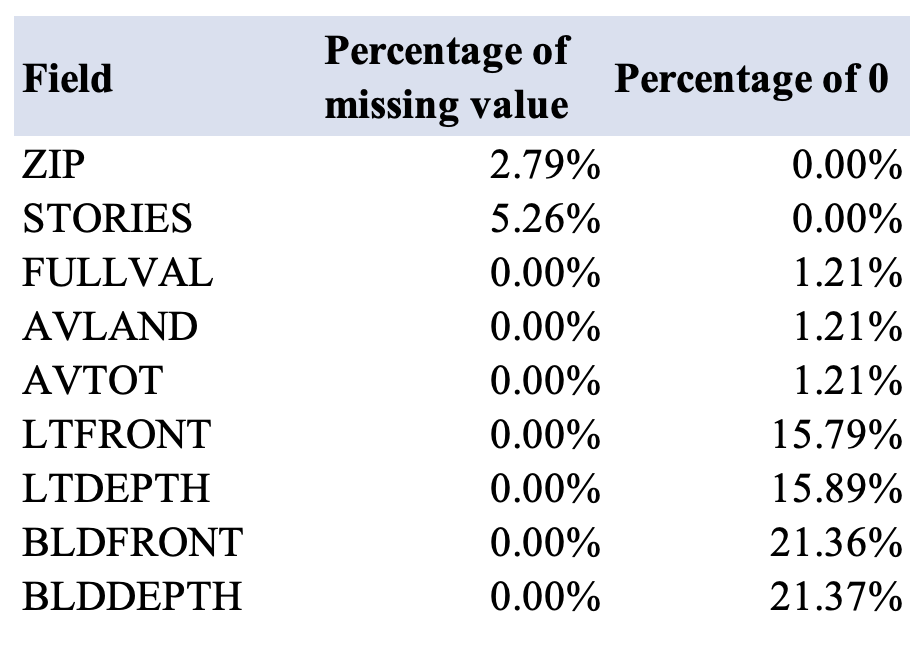 Field Percentage of missing value Percentage of 0
ZIP 2.79% 0.00%
STORIES 5.26% 0.00%
FULLVAL 0.00% 1.21%
AVLAND 0.00% 1.21%
AVTOT 0.00% 1.21%
LTFRONT 0.00% 15.79%
LTDEPTH 0.00% 15.89%
BLDFRONT 0.00% 21.36%
BLDDEPTH 0.00% 21.37%